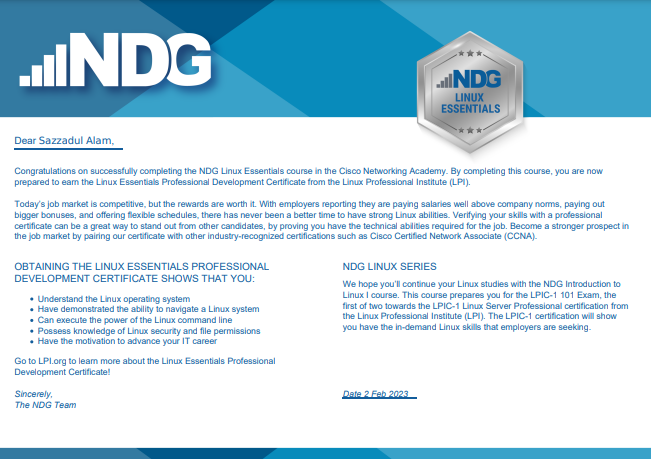 NDG
NDG
LINUX
ESSENTIALS
Dear Sazzadul Alam,
Congratulations on successfully completing the NDG Linux Essentials course in the Cisco Networking Academy. By completing this course, you are now
prepared to earn the Linux Essentials Professional Development Certificate from the Linux Professional Institute (LPI).
Today's job market is competitive, but the rewards are worth it. With employers reporting they are paying salaries well above company norms, paying out
bigger bonuses, and offering flexible schedules, there has never been a better time to have strong Linux abilities. Verifying your skills with a professional
certificate can be a great way to stand out from other candidates, by proving you have the technical abilities required for the job. Become a stronger prospect in
the job market by pairing our certificate with other industry-recognized certifications such as Cisco Certified Network Associate (CCNA).
OBTAINING THE LINUX ESSENTIALS PROFESSIONAL
DEVELOPMENT CERTIFICATE SHOWS THAT YOU:
• Understand the Linux operating system
• Have demonstrated the ability to navigate a Linux system
• Can execute the power of the Linux command line
• Possess knowledge of Linux security and file permissions
• Have the motivation to advance your IT career
Go to LPI.org to learn more about the Linux Essentials Professional
Development Certificate!
Sincerely,
The NDG Team
NDG LINUX SERIES
We hope you'll continue your Linux studies with the NDG Introduction to
Linux I course. This course prepares you for the LPIC-1 101 Exam, the
first of two towards the LPIC-1 Linux Server Professional certification from
the Linux Professional Institute (LPI). The LPIC-1 certification will show
you have the in-demand Linux skills that employers are seeking.
Date 2 Feb 2023